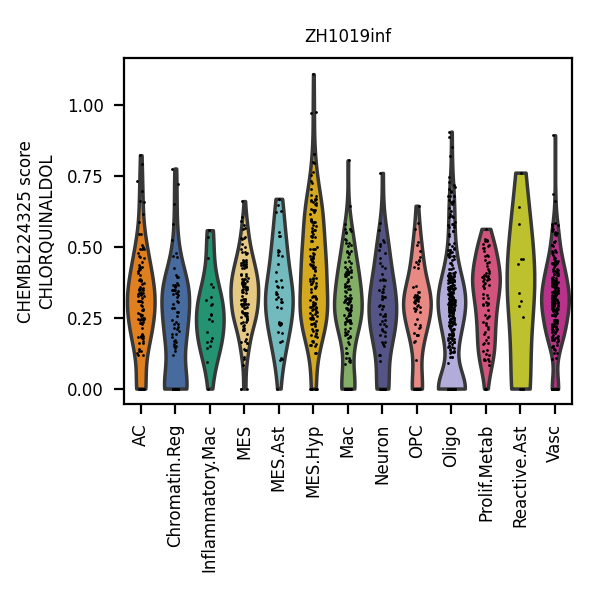 ZH1019inf
CHEMBL224325 score
CHLORQUINALDOL
1.00
0.75
0.50
0.25
0.00
AC
Chromatin.Reg
Inflammatory.Mac
MES
MES.Ast
MES.Hyp
Mac
Neuron
OPC
Oligo
Prolif.Metab
Reactive.Ast
Vasc